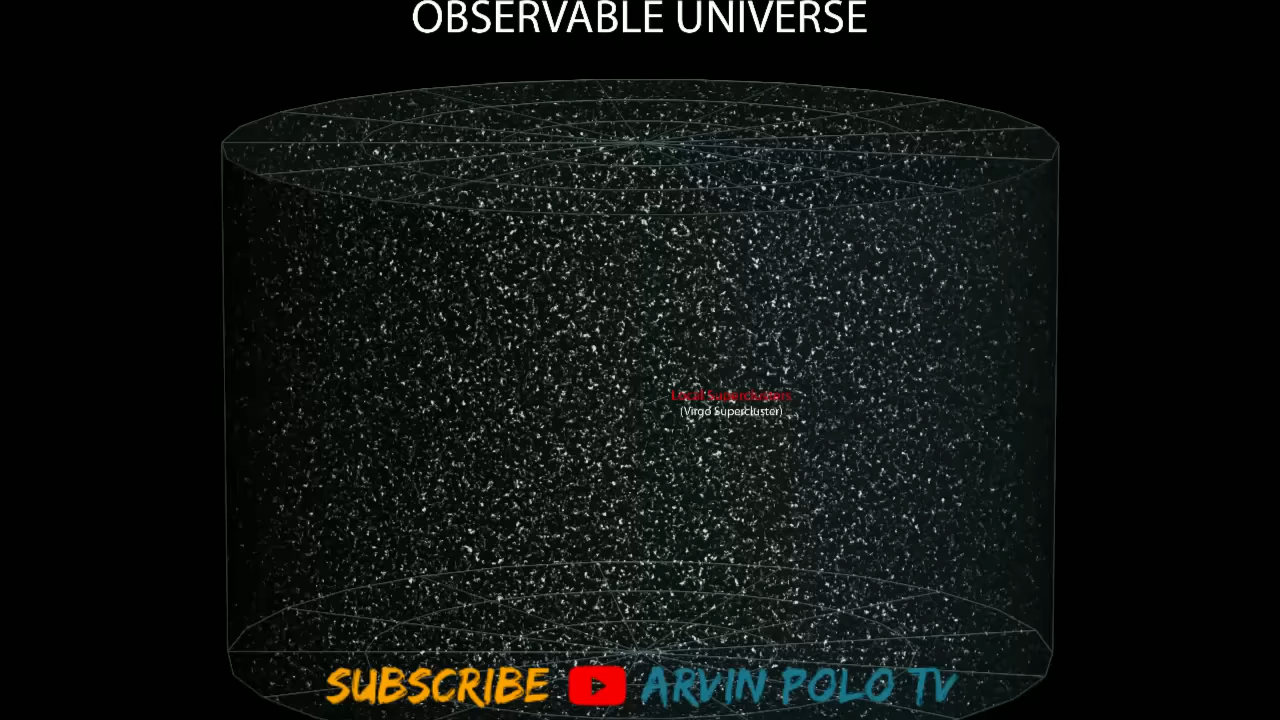 OBSERVABLE UNIVERSE
Local Superclusters
(Virgo Supercluster)
SUBSCRIBE ARVIN POLO TV